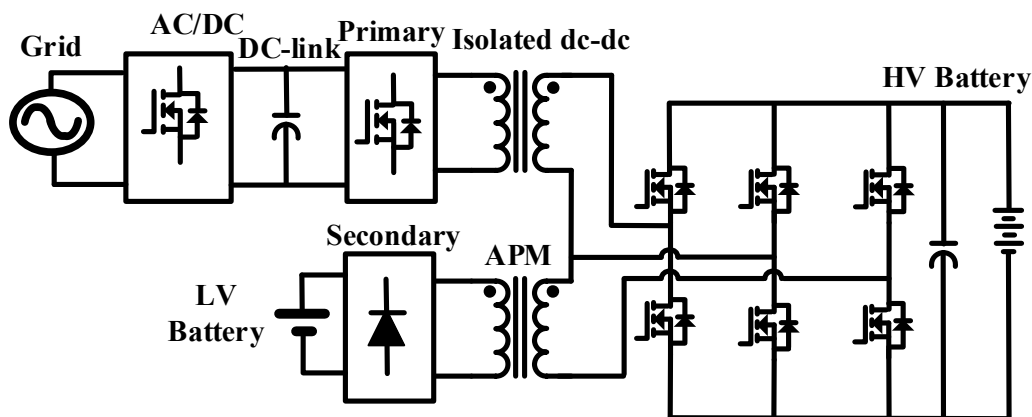 Grid
AC/DC
DC-link
Primary
Isolated dc-dc
HV Battery
Secondary
APM
LV
Battery